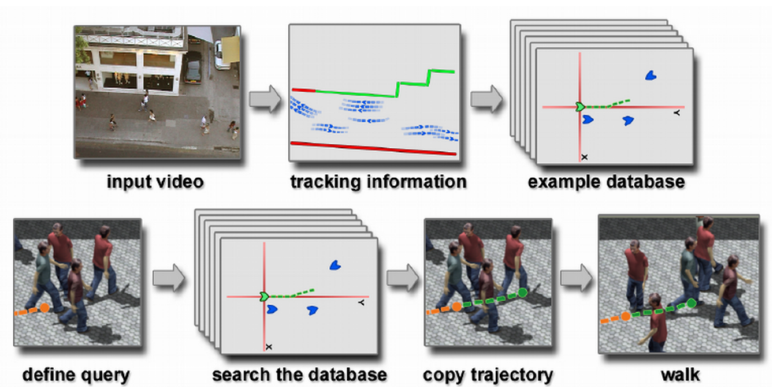 input video
tracking information
Y
X
example database
define query
Y
X
search the database
copy trajectory
walk